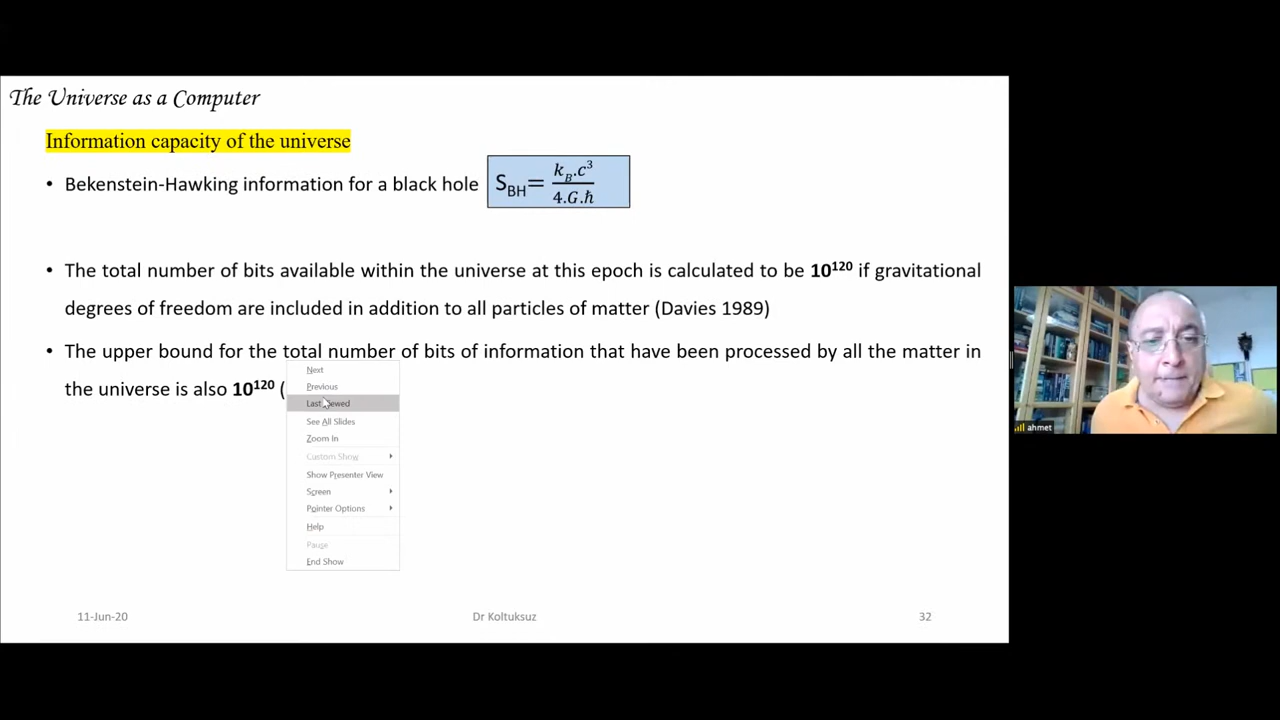 The Universe as a Computer
Information capacity of the universe
• Bekenstein-Hawking information for a black hole S_BH = k_B.c³ / 4.G.ħ
• The total number of bits available within the universe at this epoch is calculated to be 10¹²⁰ if gravitational
degrees of freedom are included in addition to all particles of matter (Davies 1989)
• The upper bound for the total number of bits of information that have been processed by all the matter in
the universe is also 10¹²⁰ (
Next
Previous
Last Viewed
See All Slides
Zoom In
Custom Show
Show Presenter View
Screen
Pointer Options
Help
Pause
End Show
ahmet
11-Jun-20
Dr Koltuksuz
32